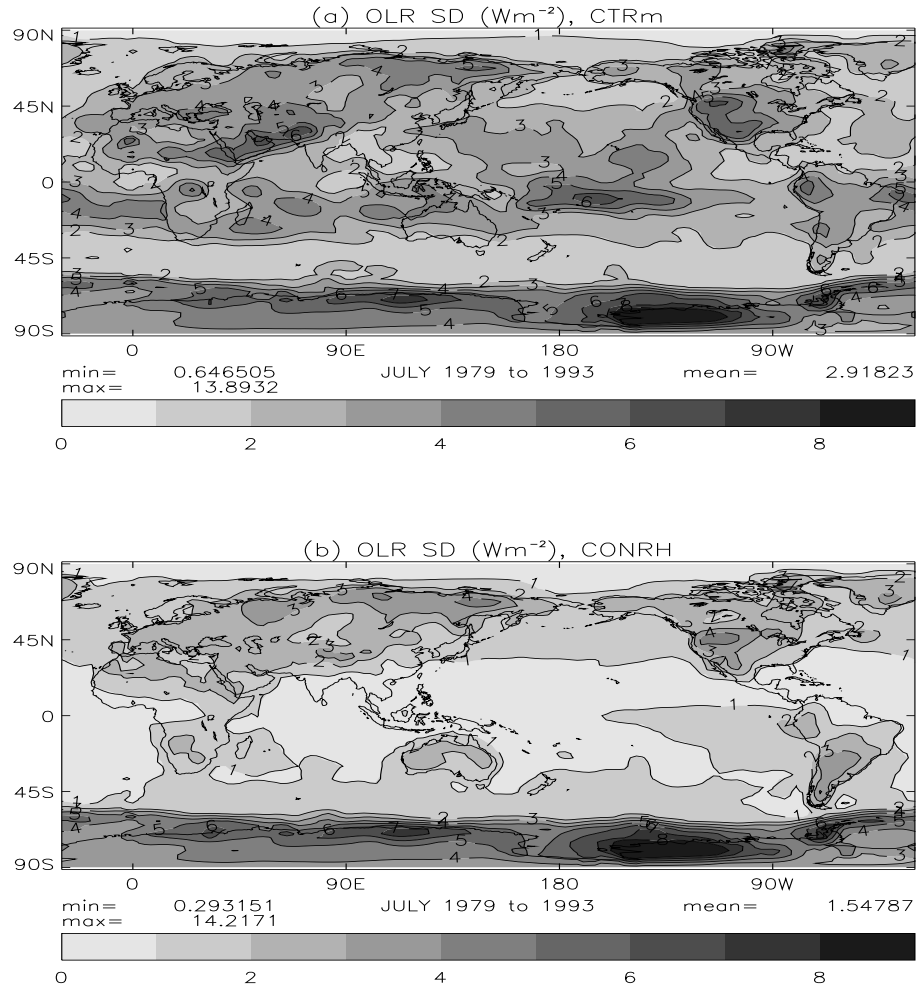 (a) OLR SD (Wm⁻²), CTRm
90N
45N
0
45S
90S
0 90E 180 90W
min= 0.646505 JULY 1979 to 1993 mean= 2.91823
max= 13.8932
0 2 4 6 8
(b) OLR SD (Wm⁻²), CONRH
90N
45N
0
45S
90S
0 90E 180 90W
min= 0.293151 JULY 1979 to 1993 mean= 1.54787
max= 14.2171
0 2 4 6 8